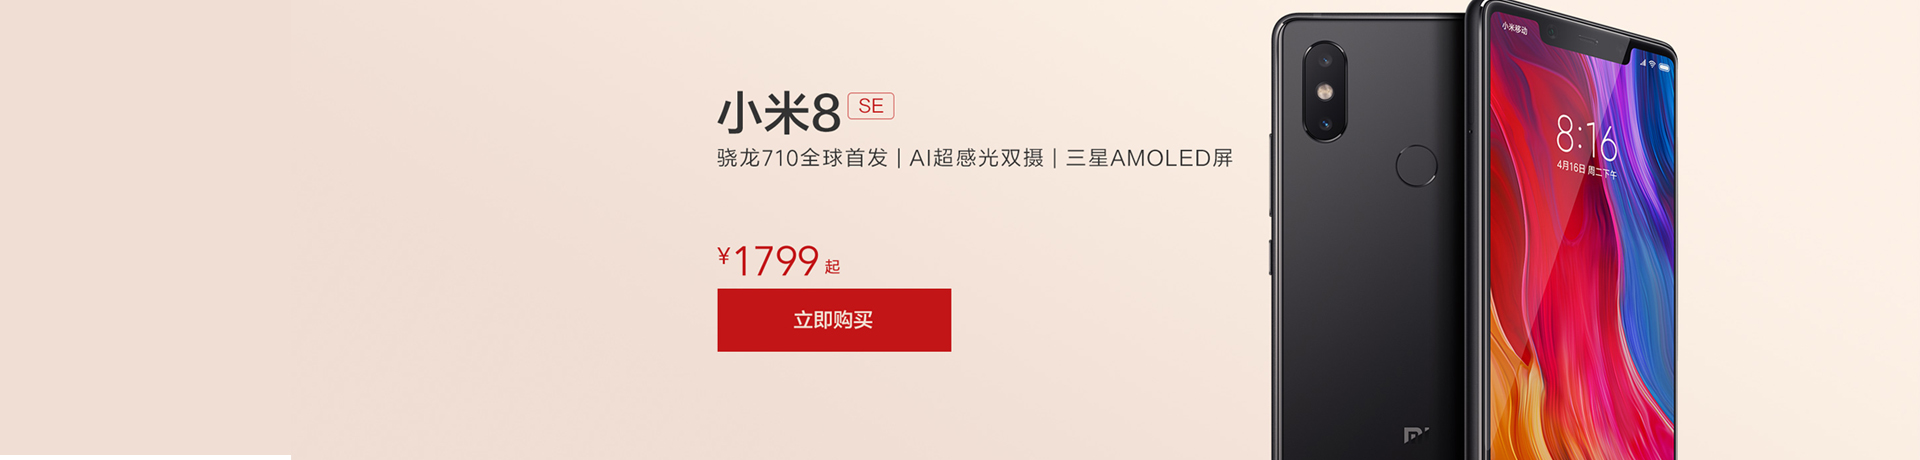 小米8 SE
骁龙710全球首发 | AI超感光双摄 | 三星AMOLED屏
¥1799 起
立即购买
小米移动
8:16
4月16日 周二下午
MI